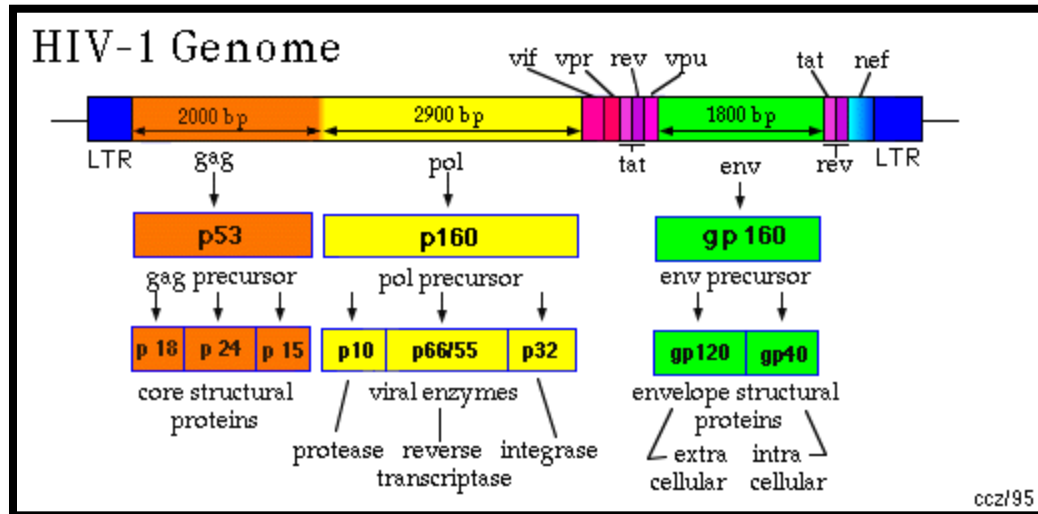 HIV-1 Genome
vif vpr rev vpu tat nef
2000 bp 2900 bp 1800 bp
LTR gag pol tat env rev LTR
p53 p160 gp 160
gag precursor pol precursor env precursor
p 18 p 24 p 15 p10 p66/55 p32 gp120 gp40
core structural viral enzymes envelope structural
proteins proteins
protease reverse integrase extra intra
transcriptase cellular cellular
ccz/95